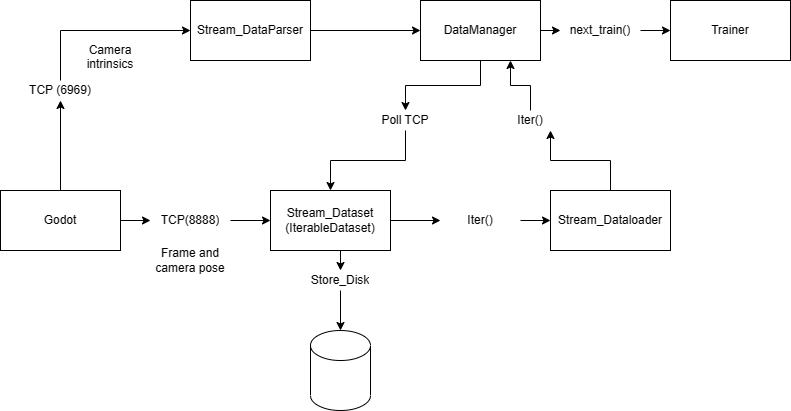 Stream_DataParser
DataManager
next_train()
Trainer
Camera
intrinsics
TCP (6969)
Poll TCP
Iter()
Godot
TCP(8888)
Stream_Dataset
(IterableDataset)
Iter()
Stream_Dataloader
Frame and
camera pose
Store_Disk